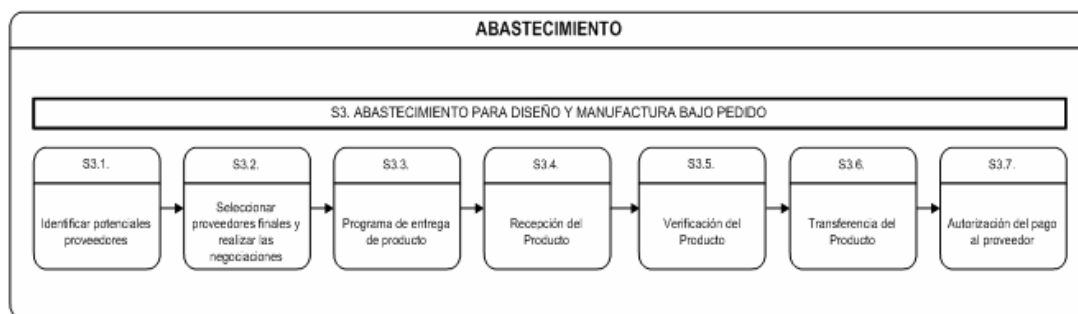 ABASTECIMIENTO
S3. ABASTECIMIENTO PARA DISEÑO Y MANUFACTURA BAJO PEDIDO
S3.1.
Identificar potenciales
proveedores
S3.2.
Seleccionar
proveedores finales y
realizar las
negociaciones
S3.3.
Programa de entrega
de producto
S3.4.
Recepción del
Producto
S3.5.
Verificación del
Producto
S3.6.
Transferencia del
Producto
S3.7.
Autorización del pago
al proveedor